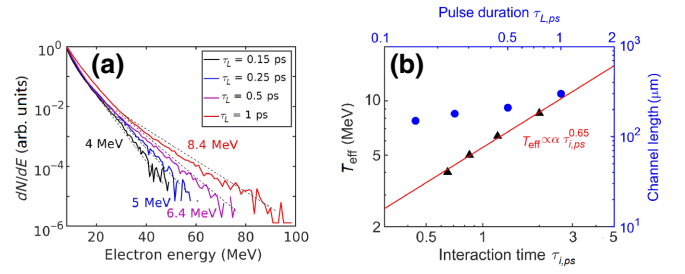 (a)
τL = 0.15 ps
τL = 0.25 ps
τL = 0.5 ps
τL = 1 ps
4 MeV
8.4 MeV
5 MeV
6.4 MeV
10^0
10^-2
10^-4
10^-6
dN/dE (arb. units)
20 40 60 80 100
Electron energy (MeV)
Pulse duration τL,ps
0.1 0.5 1 2
(b)
10
5
2
Teff (MeV)
Teff∝α τi,ps^0.65
10^3
10^2
10^1
Channel length (μm)
0.5 1 3 5
Interaction time τi,ps